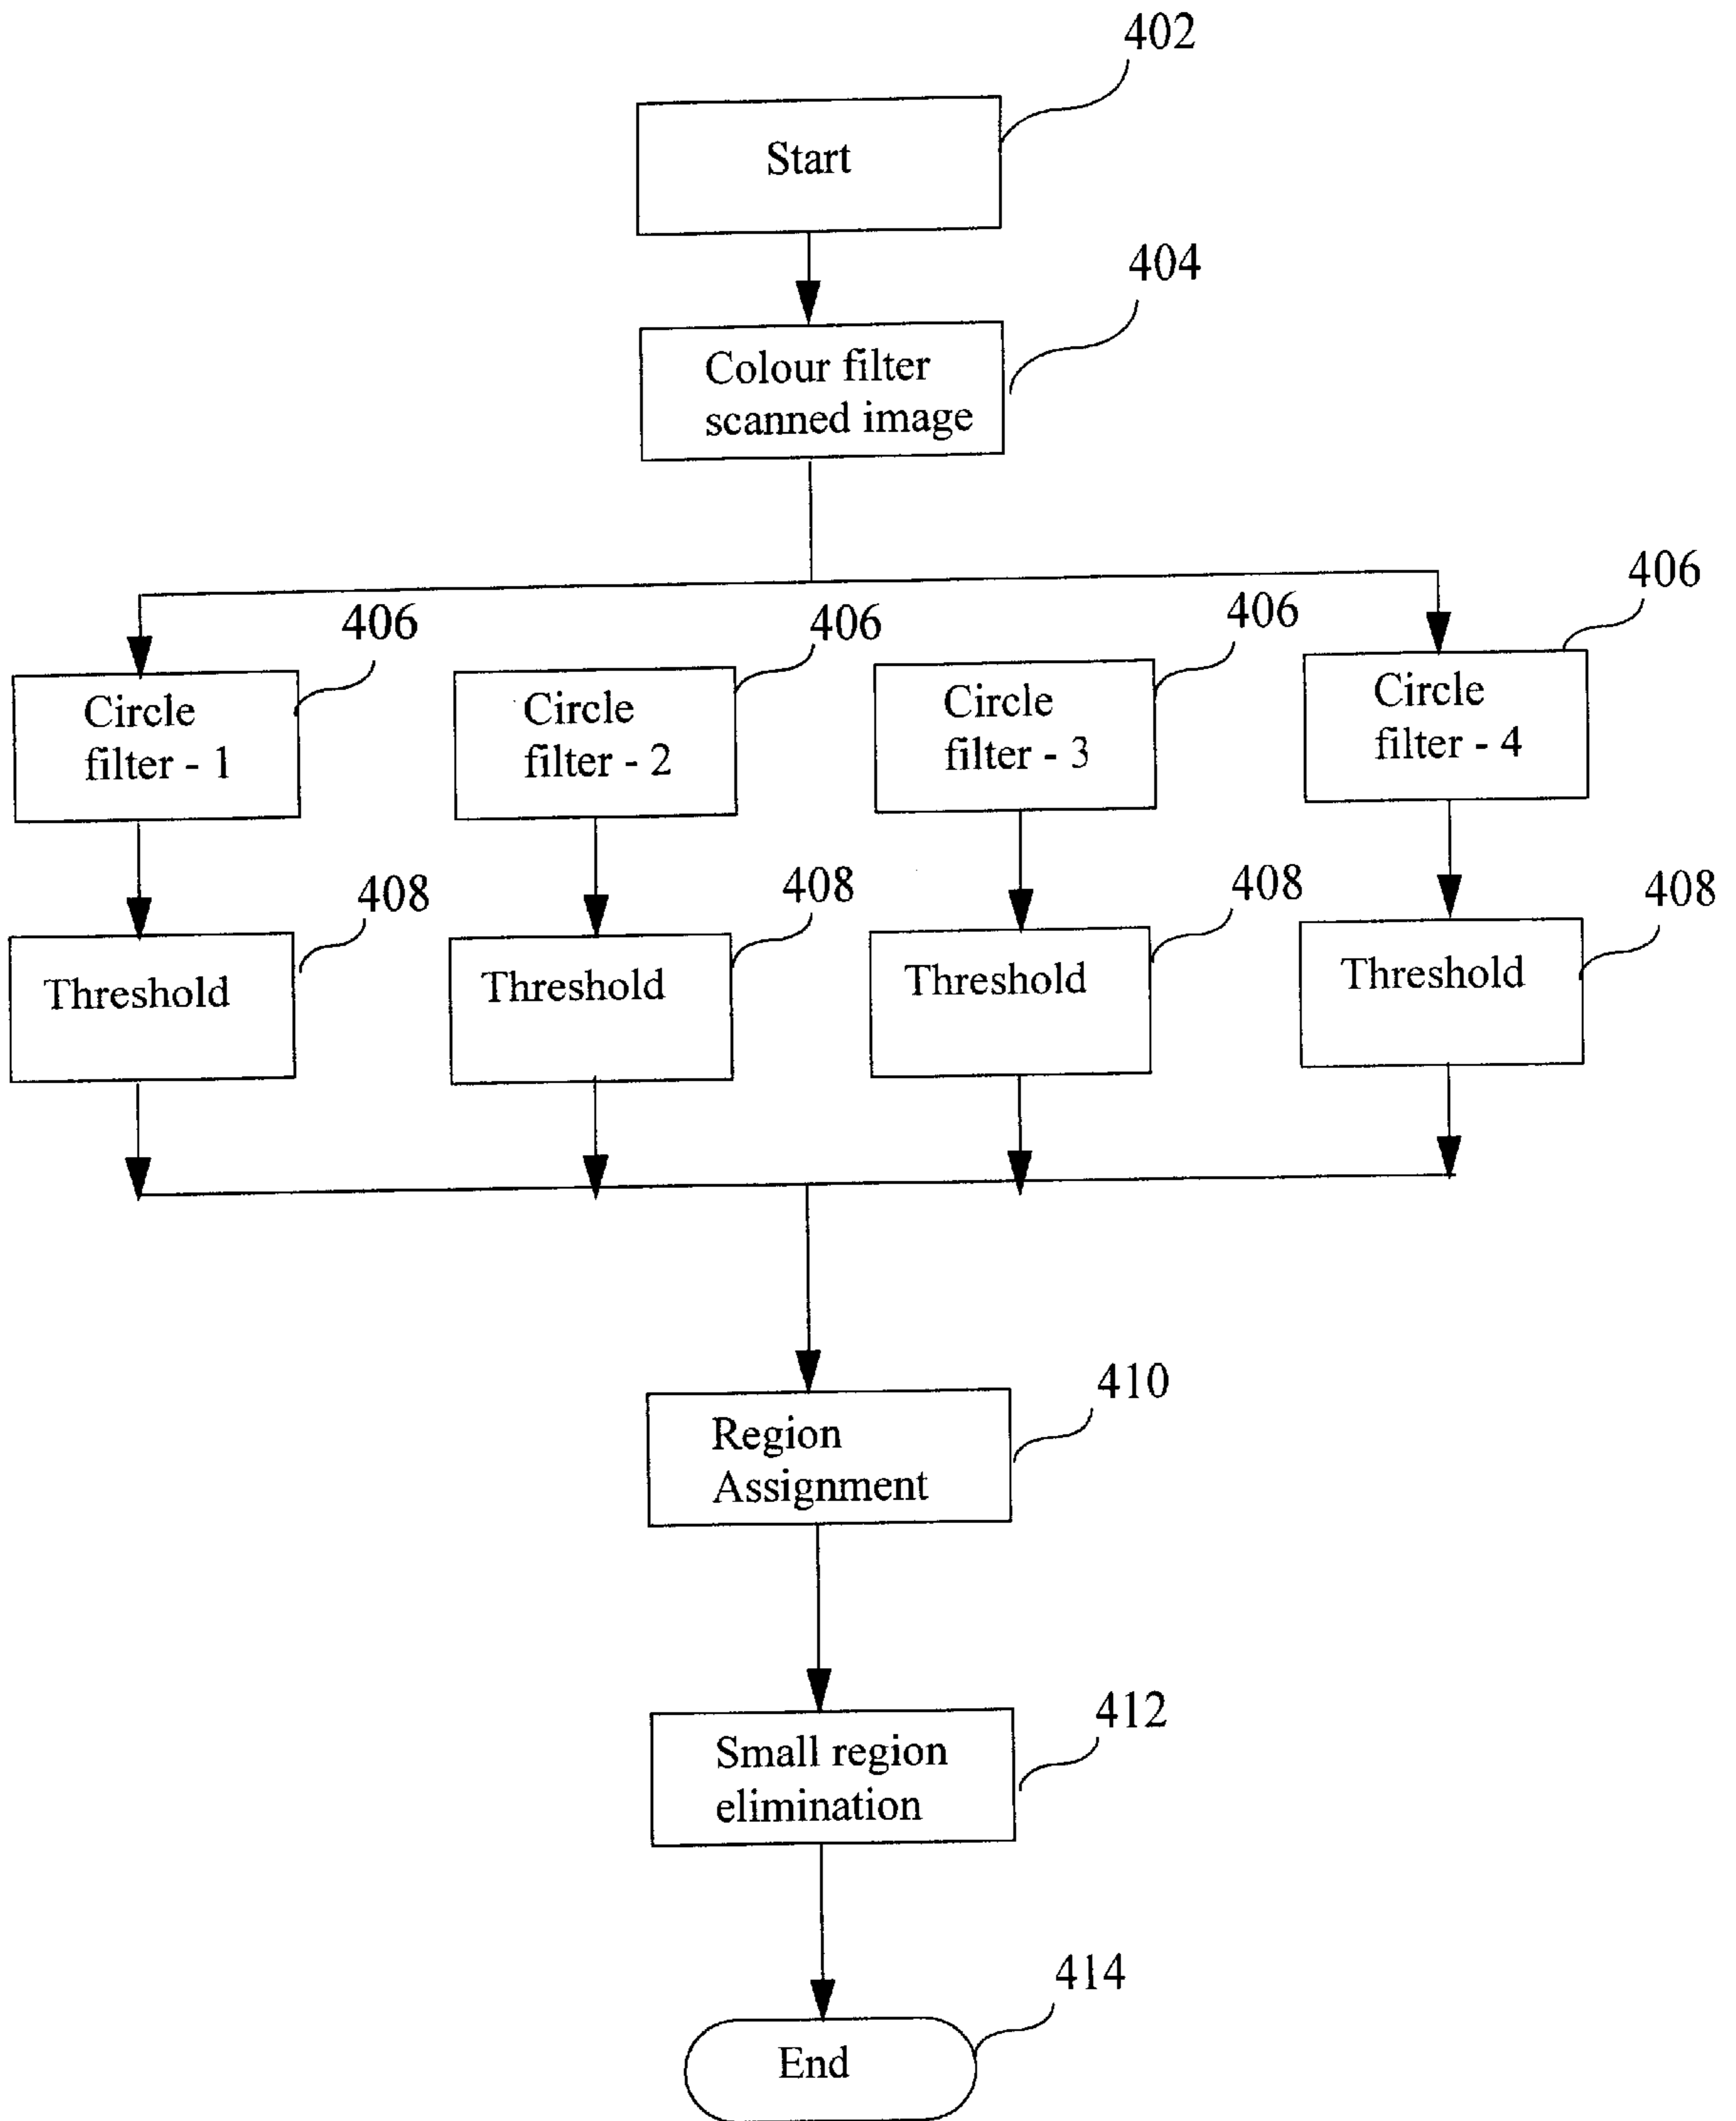 402
Start
404
Colour filter
scanned image
406
406
406
406
Circle
filter - 1
Circle
filter - 2
Circle
filter - 3
Circle
filter - 4
408
408
408
408
Threshold
Threshold
Threshold
Threshold
410
Region
Assignment
412
Small region
elimination
414
End